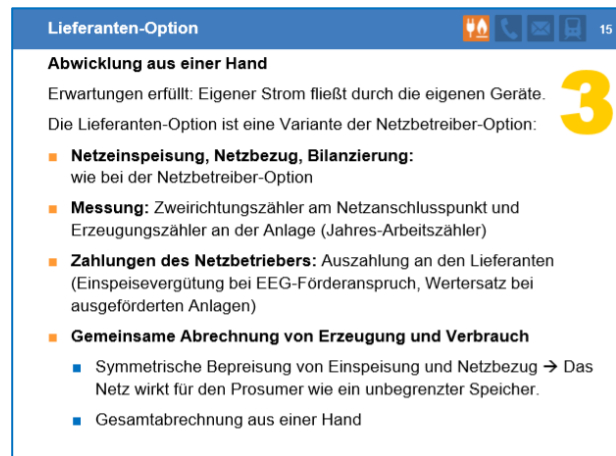 Lieferanten-Option
15
Abwicklung aus einer Hand
3
Erwartungen erfüllt: Eigener Strom fließt durch die eigenen Geräte.
Die Lieferanten-Option ist eine Variante der Netzbetreiber-Option:
■ Netzeinspeisung, Netzbezug, Bilanzierung:
wie bei der Netzbetreiber-Option
■ Messung: Zweirichtungszähler am Netzanschlusspunkt und
Erzeugungszähler an der Anlage (Jahres-Arbeitszähler)
■ Zahlungen des Netzbetriebers: Auszahlung an den Lieferanten
(Einspeisevergütung bei EEG-Förderanspruch, Wertersatz bei
ausgeförderten Anlagen)
■ Gemeinsame Abrechnung von Erzeugung und Verbrauch
■ Symmetrische Bepreisung von Einspeisung und Netzbezug → Das
Netz wirkt für den Prosumer wie ein unbegrenzter Speicher.
■ Gesamtabrechnung aus einer Hand